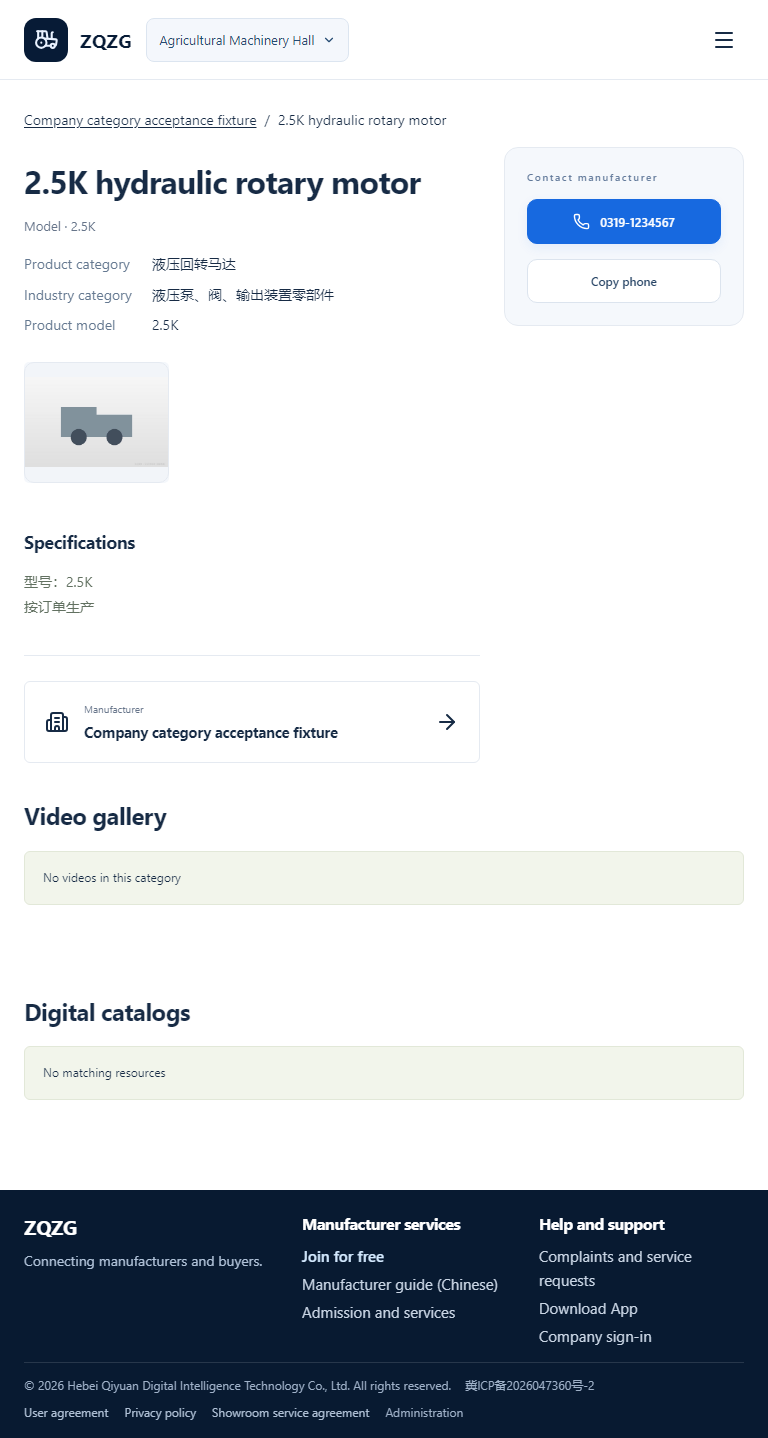 ZQZG
Agricultural Machinery Hall
Company category acceptance fixture / 2.5K hydraulic rotary motor
2.5K hydraulic rotary motor
Model · 2.5K
Product category 液压回转马达
Industry category 液压泵、阀、输出装置零部件
Product model 2.5K
Contact manufacturer
0319-1234567
Copy phone
Specifications
型号：2.5K
按订单生产
Manufacturer
Company category acceptance fixture
Video gallery
No videos in this category
Digital catalogs
No matching resources
ZQZG
Connecting manufacturers and buyers.
Manufacturer services
Join for free
Manufacturer guide (Chinese)
Admission and services
Help and support
Complaints and service
requests
Download App
Company sign-in
© 2026 Hebei Qiyuan Digital Intelligence Technology Co., Ltd. All rights reserved. 冀ICP备2026047360号-2
User agreement Privacy policy Showroom service agreement Administration